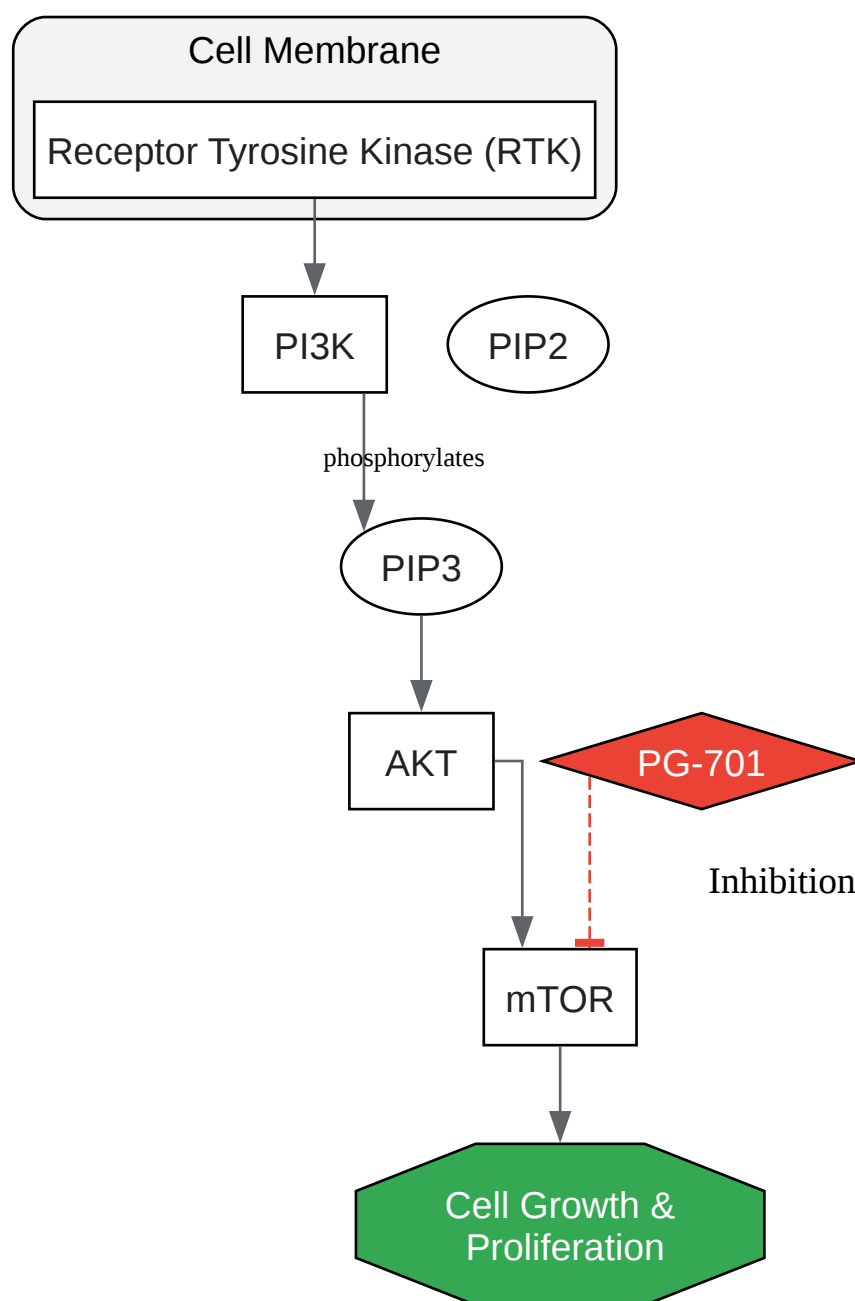 Cell Membrane
Receptor Tyrosine Kinase (RTK)
PI3K
PIP2
phosphorylates
PIP3
AKT
PG-701
Inhibition
mTOR
Cell Growth &
Proliferation